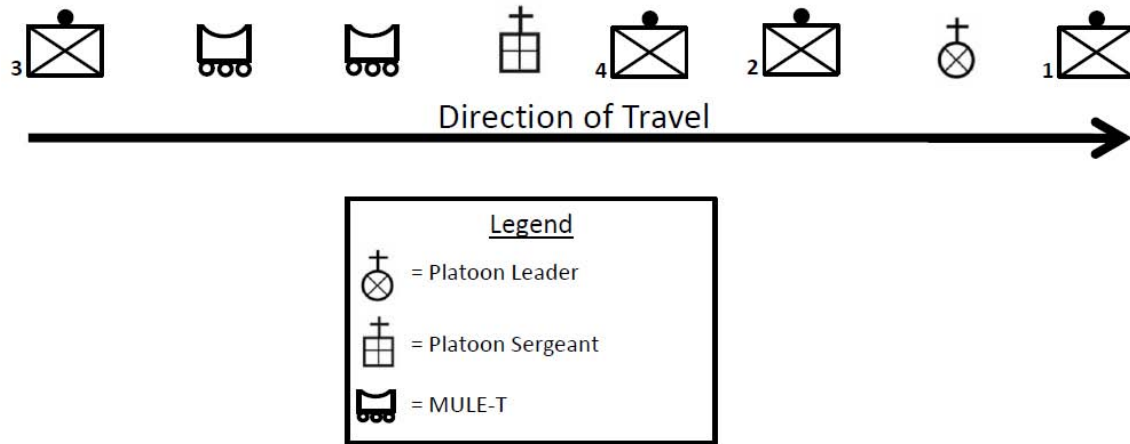 3 4 2 1
Direction of Travel
Legend
= Platoon Leader
= Platoon Sergeant
= MULE-T